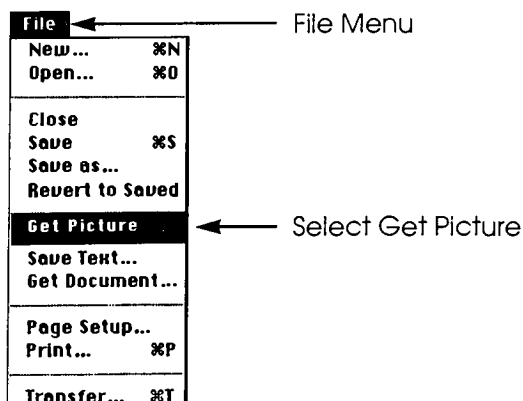 File
File Menu
New... ⌘N
Open... ⌘O
Close
Save ⌘S
Save as...
Revert to Saved
Get Picture
Select Get Picture
Save Text...
Get Document...
Page Setup...
Print... ⌘P
Transfer... ⌘T